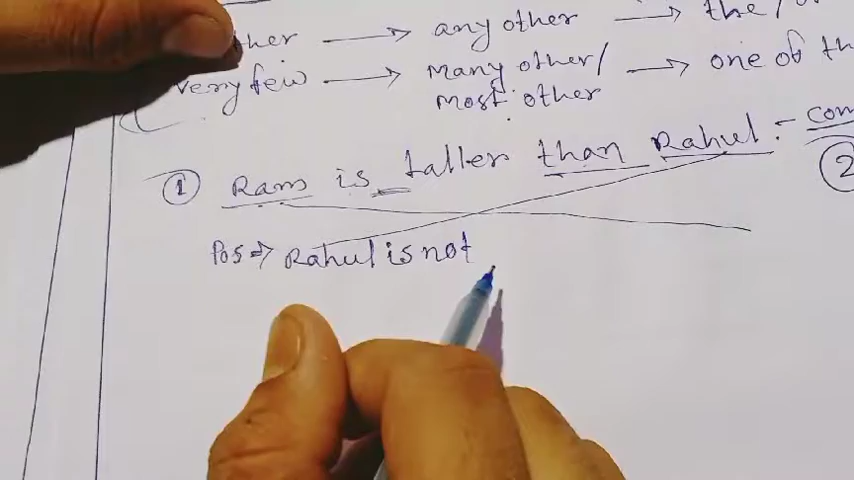 any other → the/
very few → many other/ → one of th
most other
① Ram is taller than Rahul :- com
②
Pos ⇒ Rahul is not